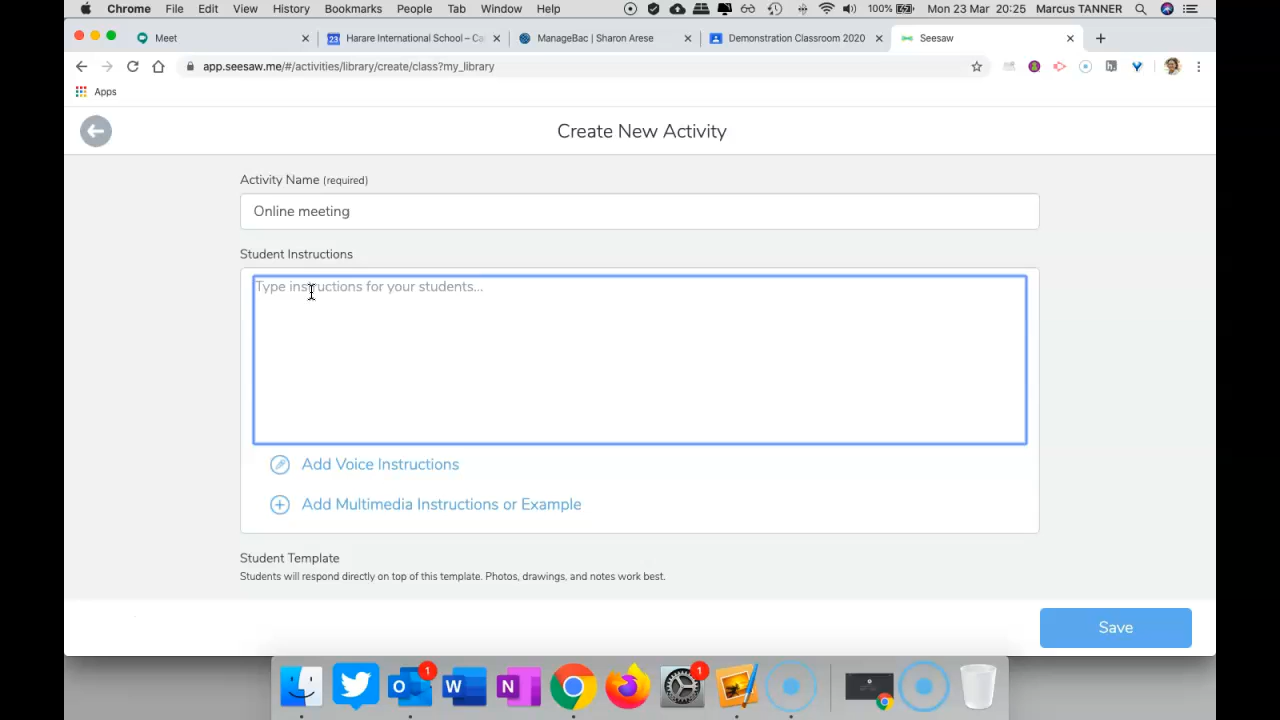 Chrome File Edit View History Bookmarks People Tab Window Help 100% Mon 23 Mar 20:25 Marcus TANNER
Meet Harare International School – Ca ManageBac | Sharon Arese Demonstration Classroom 2020 Seesaw
app.seesaw.me/#/activities/library/create/class?my_library
Apps
Create New Activity
Activity Name (required)
Online meeting
Student Instructions
Type instructions for your students...
Add Voice Instructions
Add Multimedia Instructions or Example
Student Template
Students will respond directly on top of this template. Photos, drawings, and notes work best.
Save